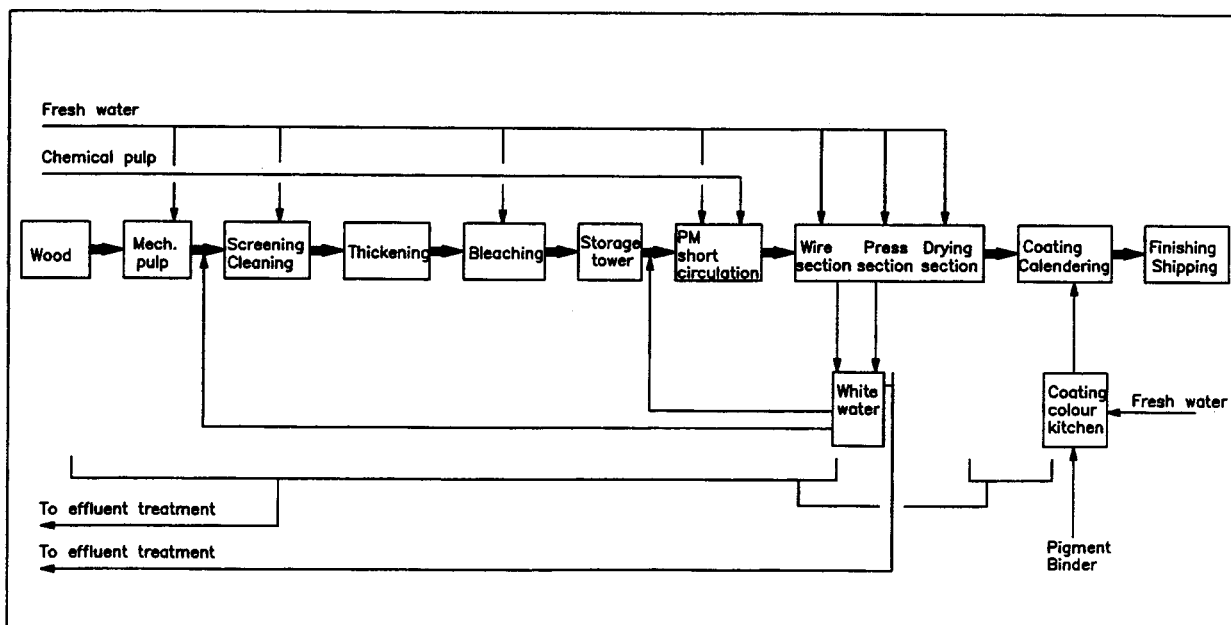 Fresh water
Chemical pulp
Wood
Mech.
pulp
Screening
Cleaning
Thickening
Bleaching
Storage
tower
PM
short
circulation
Wire
section
Press
section
Drying
section
Coating
Calendering
Finishing
Shipping
White
water
Coating
colour
kitchen
Fresh water
To effluent treatment
To effluent treatment
Pigment
Binder